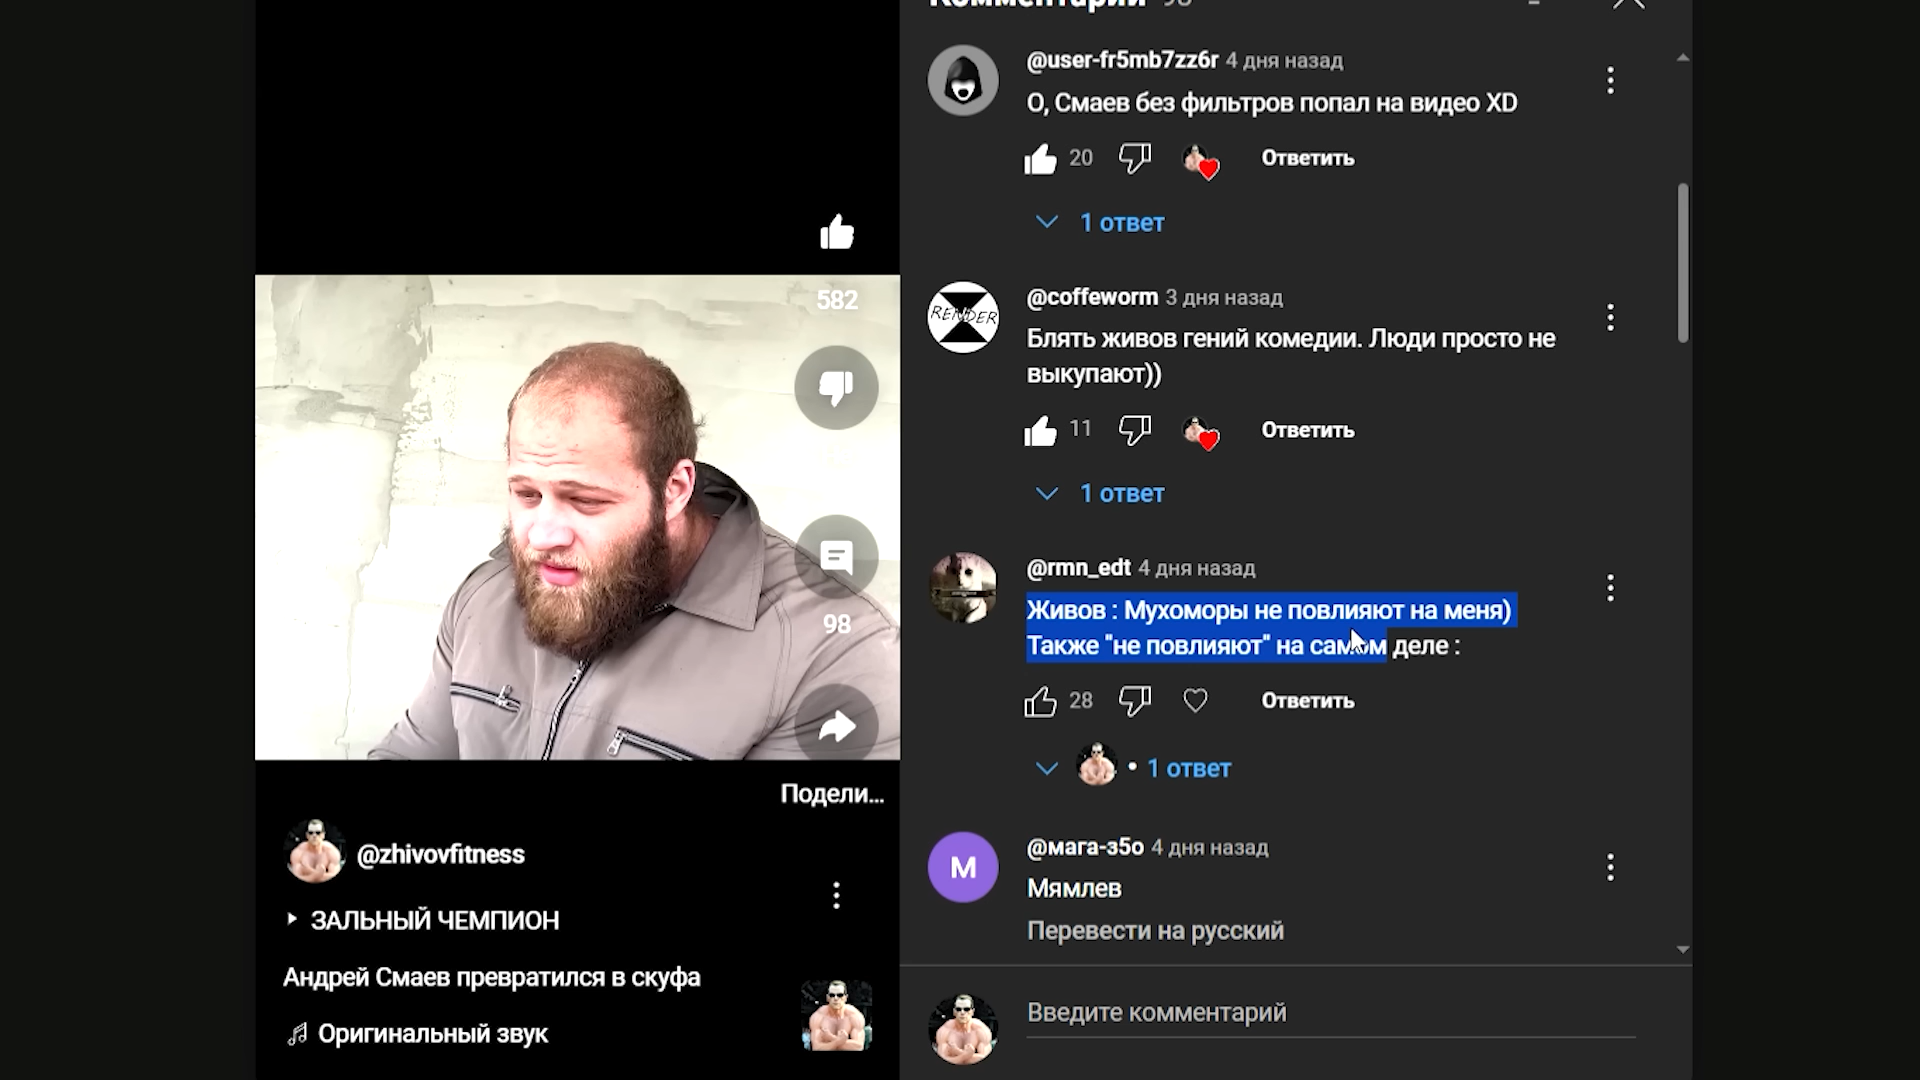 Комментарии 98
@user-fr5mb7zz6r 4 дня назад
О, Смаев без фильтров попал на видео XD
20
Ответить
1 ответ
@coffeworm 3 дня назад
RENDER
Блять живов гений комедии. Люди просто не
выкупают))
11
Ответить
1 ответ
@rmn_edt 4 дня назад
Живов : Мухоморы не повлияют на меня)
Также "не повлияют" на самом деле :
28
Ответить
1 ответ
@мага-з5о 4 дня назад
М
Мямлев
Перевести на русский
Введите комментарий
582
98
Подели...
@zhivovfitness
ЗАЛЬНЫЙ ЧЕМПИОН
Андрей Смаев превратился в скуфа
Оригинальный звук